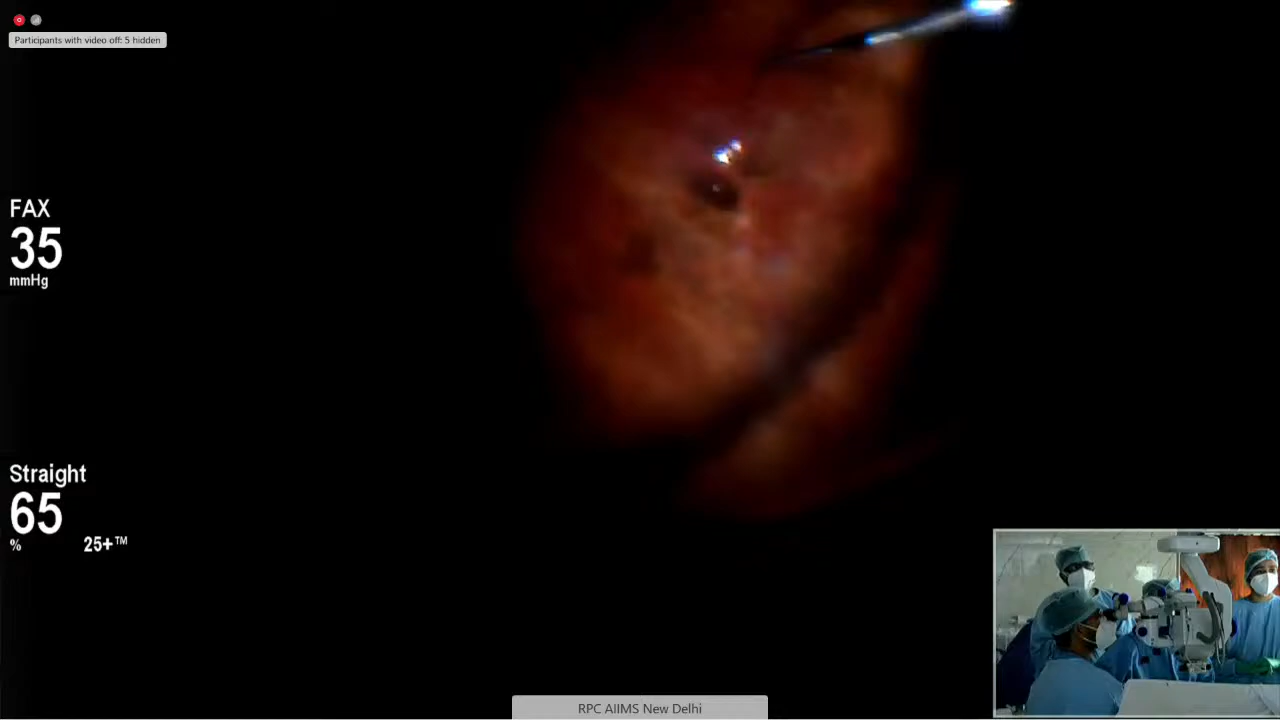 Participants with video off: 5 hidden
FAX
35
mmHg
Straight
65
% 25+™
RPC AIIMS New Delhi